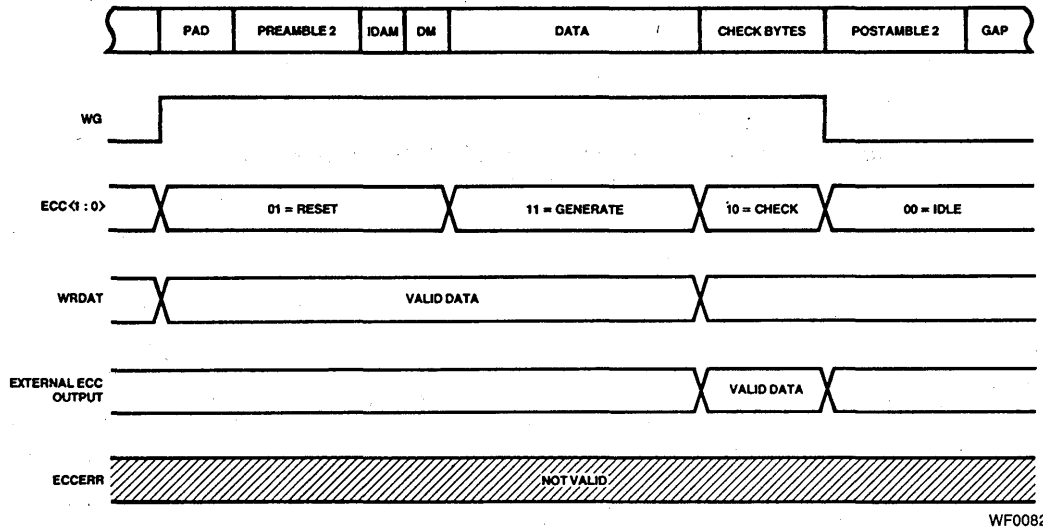 PAD PREAMBLE 2 IDAM DM DATA CHECK BYTES POSTAMBLE 2 GAP
WG
ECC<1 : 0> 01 = RESET 11 = GENERATE 10 = CHECK 00 = IDLE
WRDAT VALID DATA
EXTERNAL ECC
OUTPUT VALID DATA
ECCERR NOT VALID
WF0082